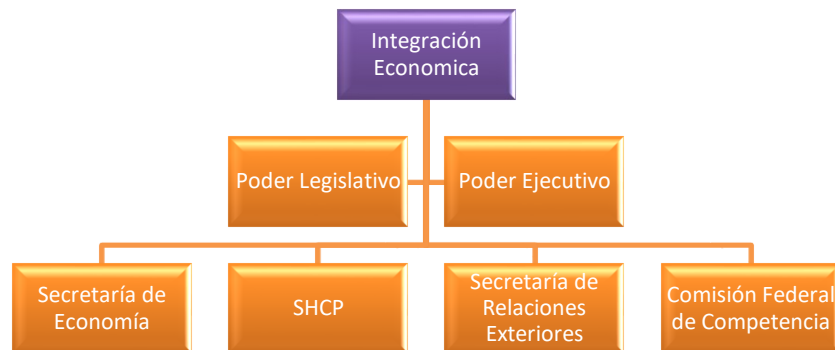 Integración
Economica
Poder Legislativo
Poder Ejecutivo
Secretaría de
Economía
SHCP
Secretaría de
Relaciones
Exteriores
Comisión Federal
de Competencia